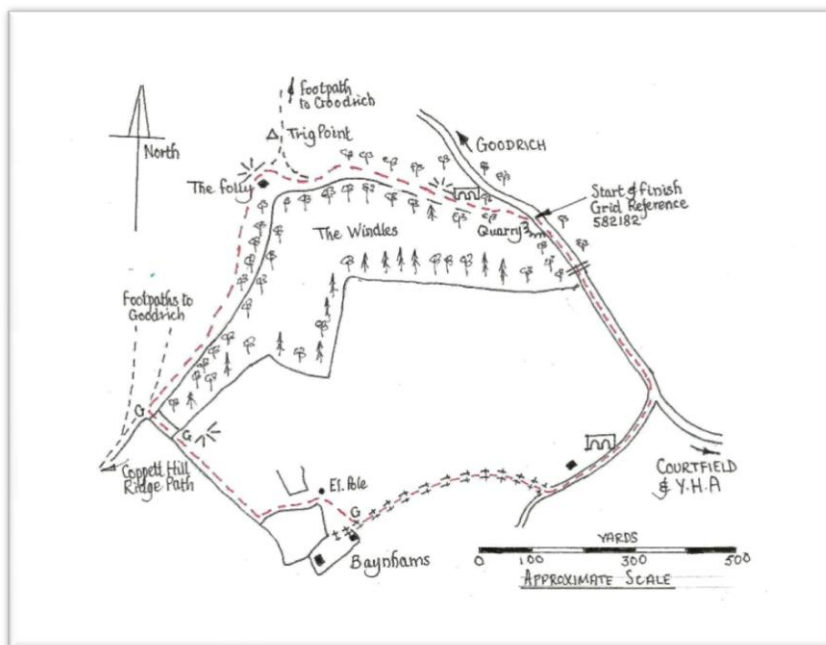 Footpath
to Goodrich
Trig Point
North
GOODRICH
The folly
Start & Finish
Grid Reference
582182
The Windles
Quarry
Footpaths to
Goodrich
G
G
Coppett Hill
Ridge Path
El. Pole
G
Baynhams
COURTFIELD
& Y.H.A
YARDS
0 100 300 500
APPROXIMATE SCALE